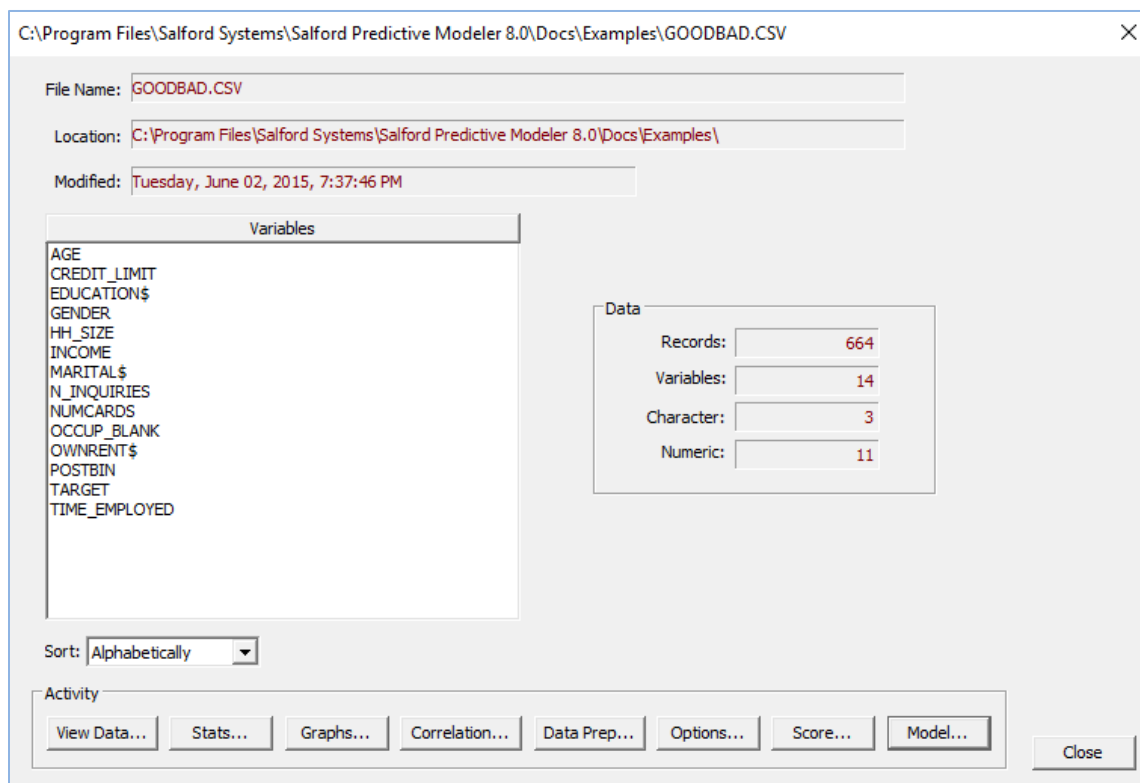 C:\Program Files\Salford Systems\Salford Predictive Modeler 8.0\Docs\Examples\GOODBAD.CSV
File Name: GOODBAD.CSV
Location: C:\Program Files\Salford Systems\Salford Predictive Modeler 8.0\Docs\Examples\
Modified: Tuesday, June 02, 2015, 7:37:46 PM
Variables
AGE
CREDIT_LIMIT
EDUCATION$
GENDER
HH_SIZE
INCOME
MARITAL$
N_INQUIRIES
NUMCARDS
OCCUP_BLANK
OWNRENT$
POSTBIN
TARGET
TIME_EMPLOYED
Data
Records: 664
Variables: 14
Character: 3
Numeric: 11
Sort: Alphabetically
Activity
View Data... Stats... Graphs... Correlation... Data Prep... Options... Score... Model...
Close